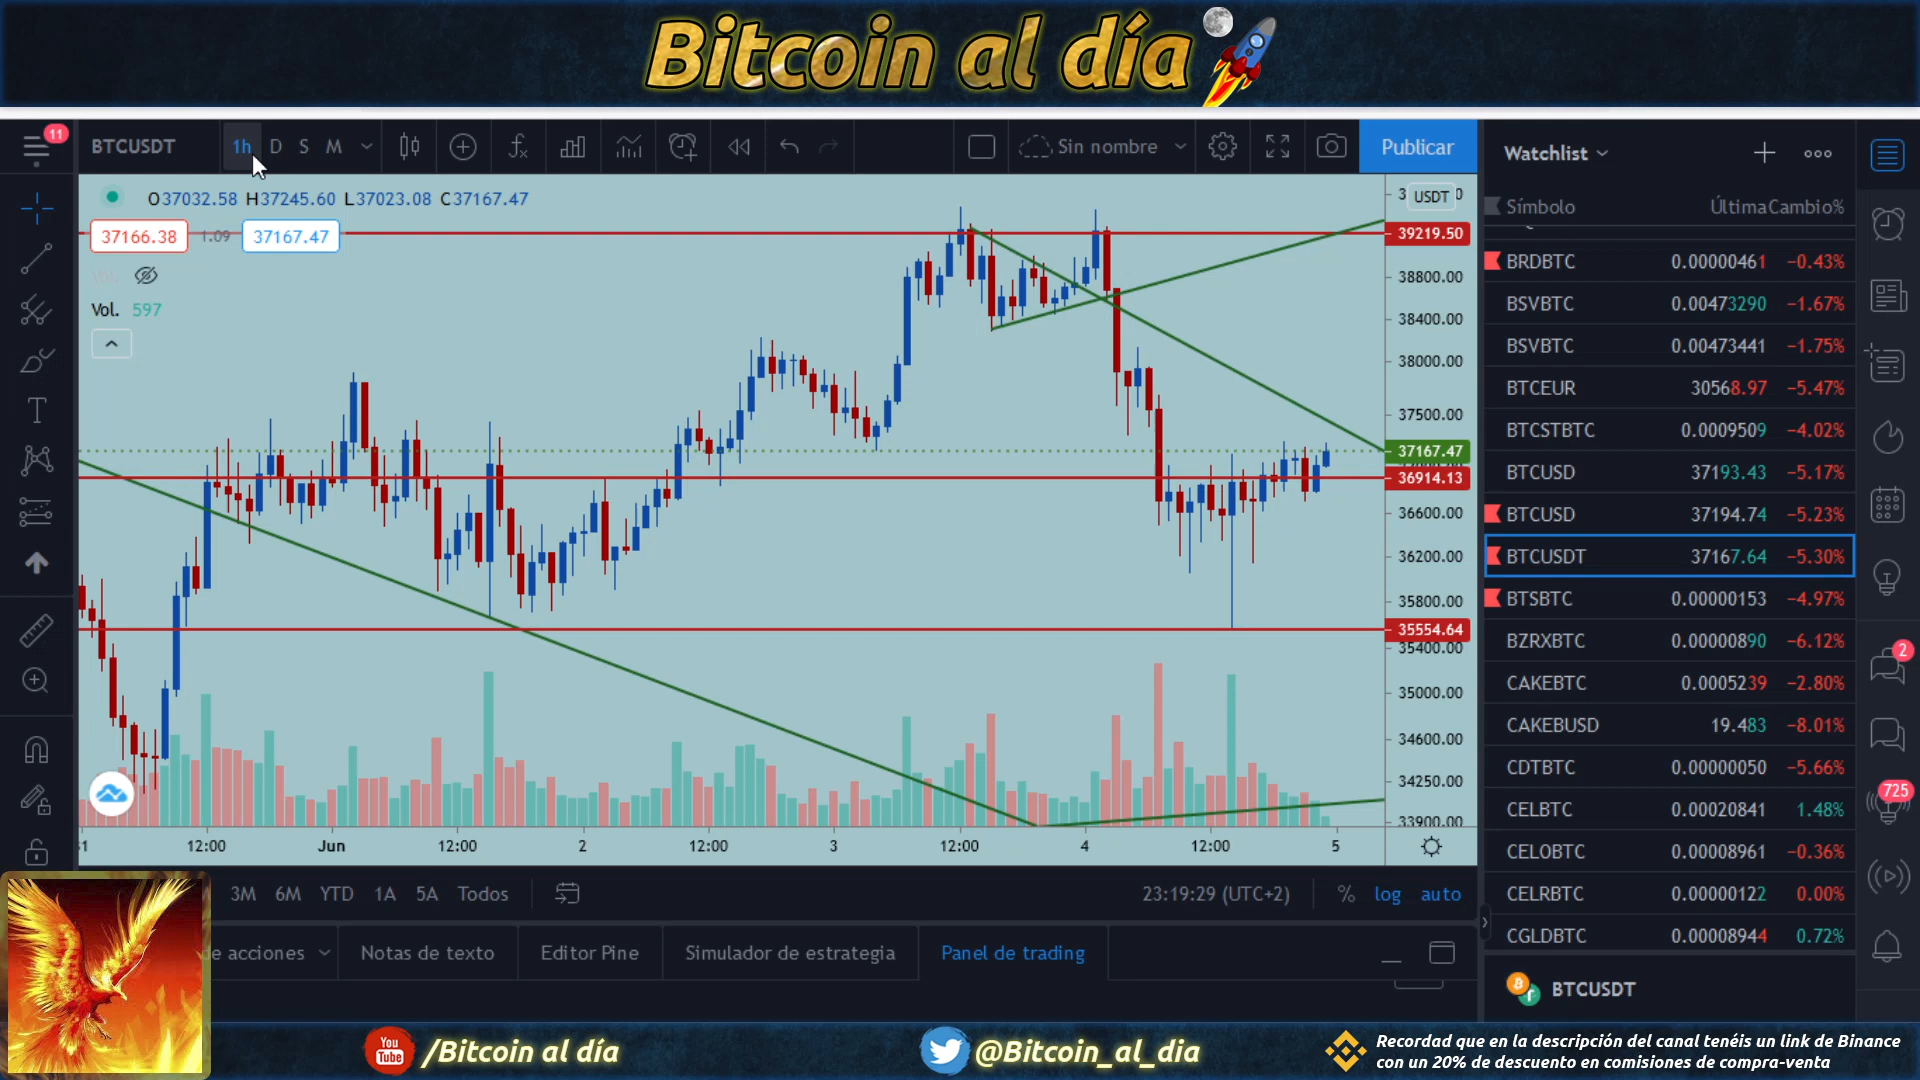 Bitcoin al día
11
BTCUSDT
1h
D
S
M
Sin nombre
Publicar
Watchlist
O37032.58 H37245.60 L37023.08 C37167.47
USDT
37166.38
1.09
37167.47
Vol. 597
39219.50
38800.00
38400.00
38000.00
37500.00
37167.47
36914.13
36600.00
36200.00
35800.00
35554.64
35400.00
35000.00
34600.00
34250.00
33900.00
12:00
Jun
12:00
2
12:00
3
12:00
4
12:00
5
Símbolo
Última
Cambio%
BRDBTC 0.00000461 −0.43%
BSVBTC 0.00473290 −1.67%
BSVBTC 0.00473441 −1.75%
BTCEUR 30568.97 −5.47%
BTCSTBTC 0.0009509 −4.02%
BTCUSD 37193.43 −5.17%
BTCUSD 37194.74 −5.23%
BTCUSDT 37167.64 −5.30%
BTSBTC 0.00000153 −4.97%
BZRXBTC 0.00000890 −6.12%
CAKEBTC 0.0005239 −2.80%
CAKEBUSD 19.483 −8.01%
CDTBTC 0.00000050 −5.66%
CELBTC 0.00020841 1.48%
CELOBTC 0.00008961 −0.36%
CELRBTC 0.00000122 0.00%
CGLDBTC 0.00008944 0.72%
BTCUSDT
2
725
3M
6M
YTD
1A
5A
Todos
23:19:29 (UTC+2)
%
log
auto
de acciones
Notas de texto
Editor Pine
Simulador de estrategia
Panel de trading
You
Tube
/Bitcoin al día
@Bitcoin_al_dia
Recordad que en la descripción del canal tenéis un link de Binance
con un 20% de descuento en comisiones de compra-venta